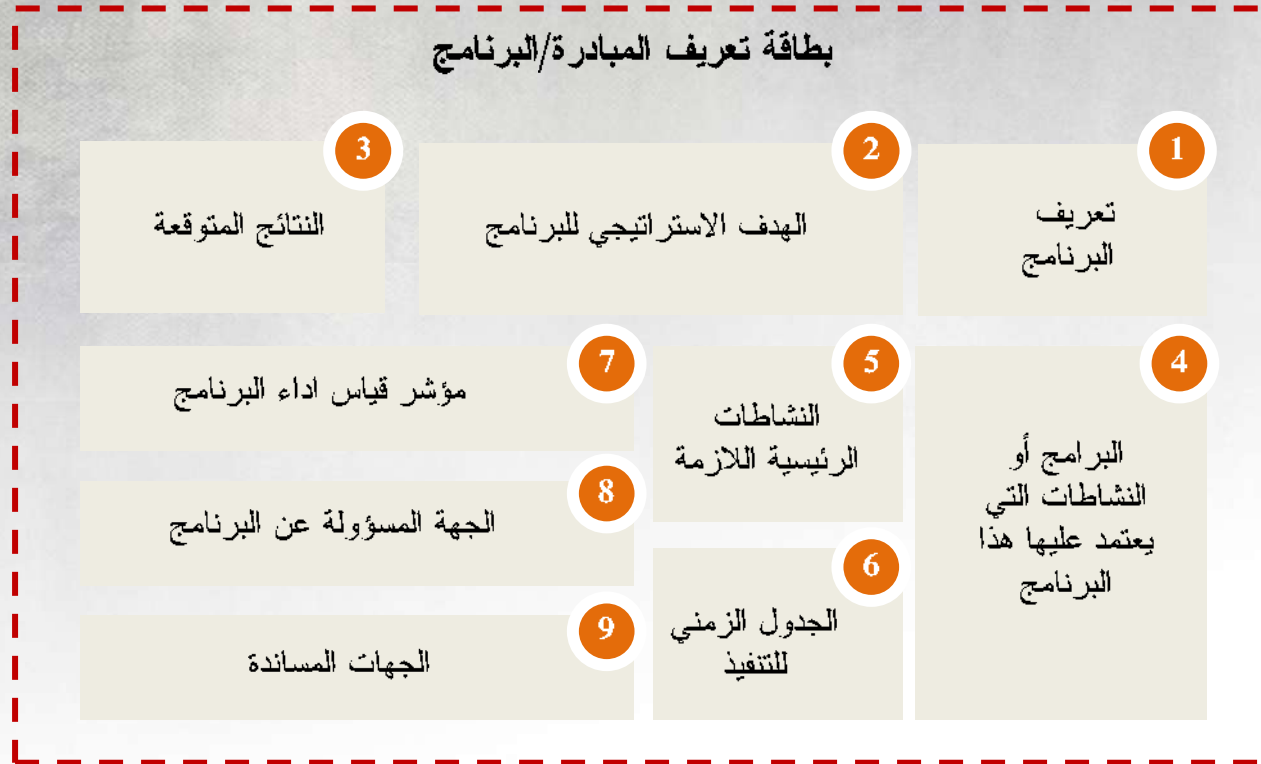 بطاقة تعريف المبادرة/البرنامج
1
تعريف
البرنامج
2
الهدف الاستراتيجي للبرنامج
3
النتائج المتوقعة
4
البرامج أو
النشاطات التي
يعتمد عليها هذا
البرنامج
5
النشاطات
الرئيسية اللازمة
6
الجدول الزمني
للتنفيذ
7
مؤشر قياس اداء البرنامج
8
الجهة المسؤولة عن البرنامج
9
الجهات المساندة